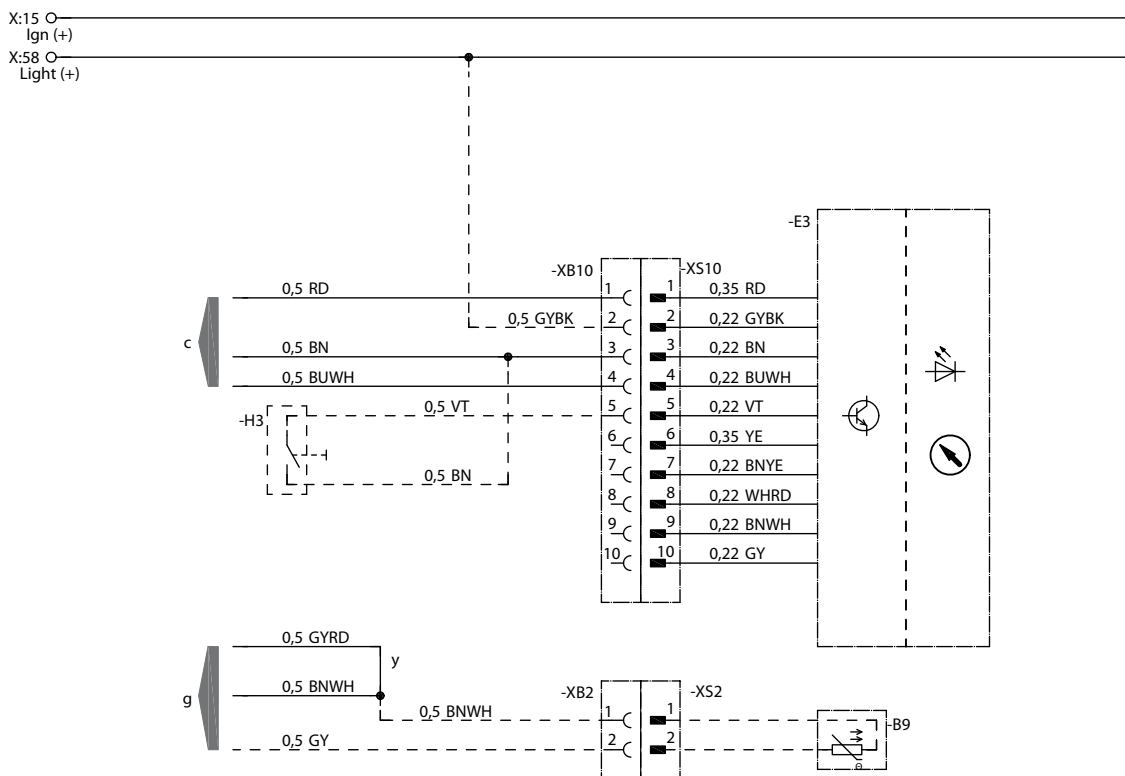 X:15
Ign (+)
X:58
Light (+)
-E3
-XB10
-XS10
0,5 RD
1
1
0,35 RD
0,5 GYBK
2
2
0,22 GYBK
c
0,5 BN
3
3
0,22 BN
0,5 BUWH
4
4
0,22 BUWH
-H3
0,5 VT
5
5
0,22 VT
6
6
0,35 YE
0,5 BN
7
7
0,22 BNYE
8
8
0,22 WHRD
9
9
0,22 BNWH
10
10
0,22 GY
0,5 GYRD
y
g
0,5 BNWH
-XB2
-XS2
0,5 BNWH
1
1
-B9
0,5 GY
2
2